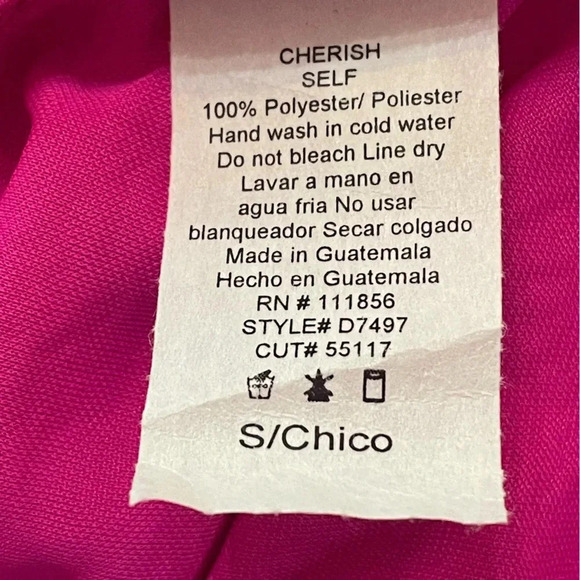 CHERISH
SELF
100% Polyester/ Poliester
Hand wash in cold water
Do not bleach Line dry
Lavar a mano en
agua fria No usar
blanqueador Secar colgado
Made in Guatemala
Hecho en Guatemala
RN # 111856
STYLE# D7497
CUT# 55117
S/Chico